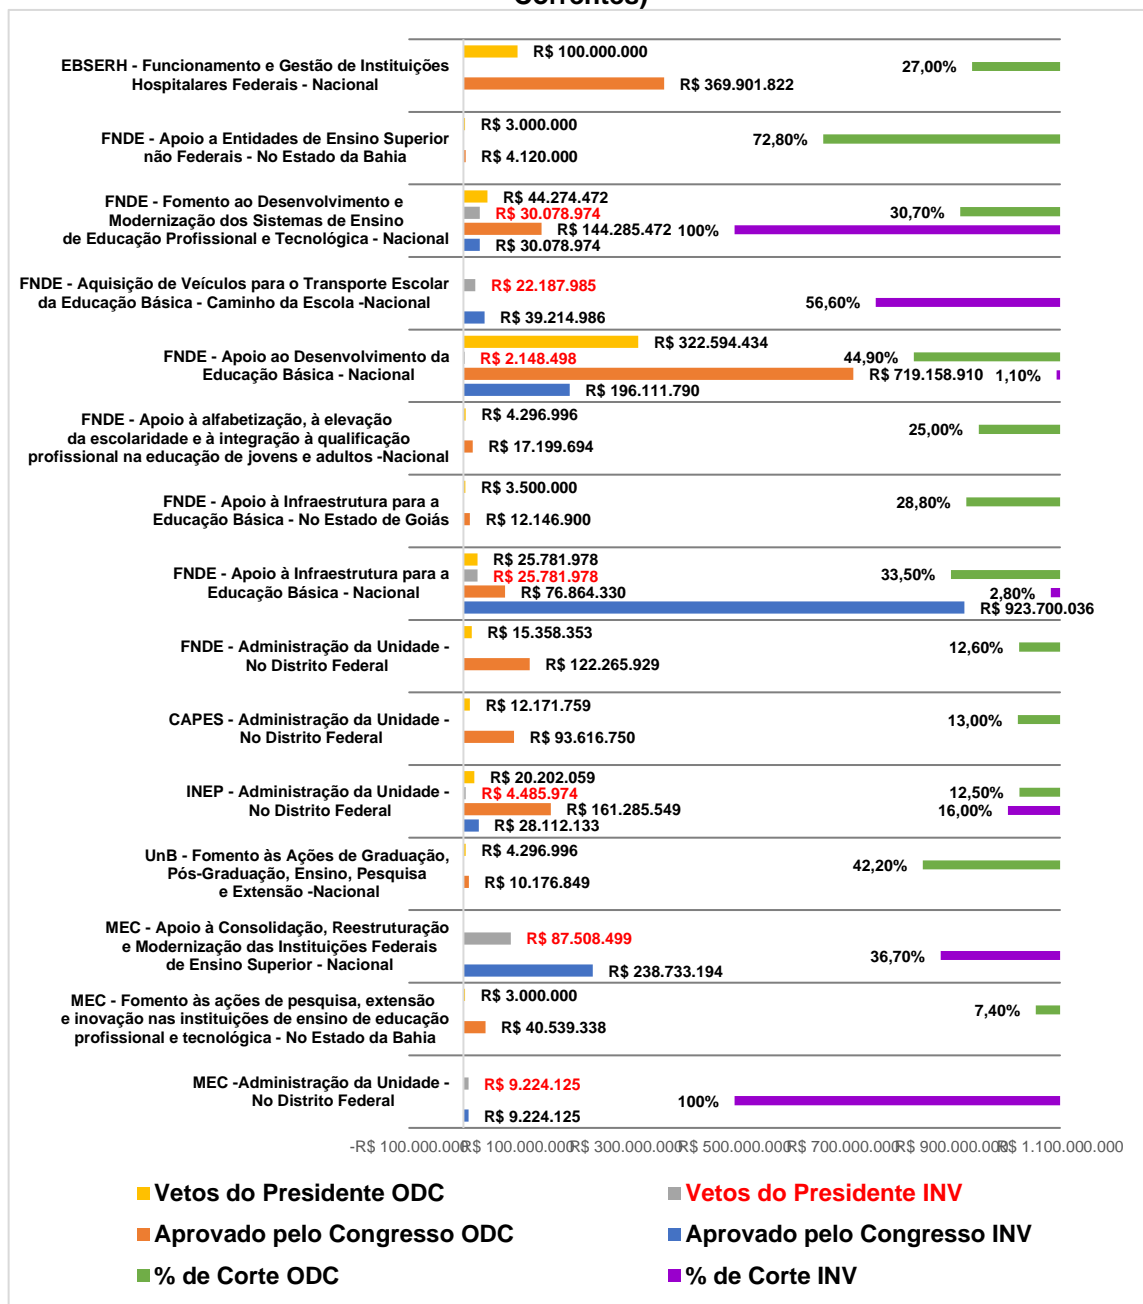 Correntes)
EBSERH - Funcionamento e Gestão de Instituições
Hospitalares Federais - Nacional
R$ 100.000.000
R$ 369.901.822
27,00%
FNDE - Apoio a Entidades de Ensino Superior
não Federais - No Estado da Bahia
R$ 3.000.000
R$ 4.120.000
72,80%
FNDE - Fomento ao Desenvolvimento e
Modernização dos Sistemas de Ensino
de Educação Profissional e Tecnológica - Nacional
R$ 44.274.472
R$ 30.078.974
R$ 144.285.472
R$ 30.078.974
30,70%
100%
FNDE - Aquisição de Veículos para o Transporte Escolar
da Educação Básica - Caminho da Escola -Nacional
R$ 22.187.985
R$ 39.214.986
56,60%
FNDE - Apoio ao Desenvolvimento da
Educação Básica - Nacional
R$ 322.594.434
R$ 2.148.498
R$ 719.158.910
R$ 196.111.790
44,90%
1,10%
FNDE - Apoio à alfabetização, à elevação
da escolaridade e à integração à qualificação
profissional na educação de jovens e adultos -Nacional
R$ 4.296.996
R$ 17.199.694
25,00%
FNDE - Apoio à Infraestrutura para a
Educação Básica - No Estado de Goiás
R$ 3.500.000
R$ 12.146.900
28,80%
FNDE - Apoio à Infraestrutura para a
Educação Básica - Nacional
R$ 25.781.978
R$ 25.781.978
R$ 76.864.330
R$ 923.700.036
33,50%
2,80%
FNDE - Administração da Unidade -
No Distrito Federal
R$ 15.358.353
R$ 122.265.929
12,60%
CAPES - Administração da Unidade -
No Distrito Federal
R$ 12.171.759
R$ 93.616.750
13,00%
INEP - Administração da Unidade -
No Distrito Federal
R$ 20.202.059
R$ 4.485.974
R$ 161.285.549
R$ 28.112.133
12,50%
16,00%
UnB - Fomento às Ações de Graduação,
Pós-Graduação, Ensino, Pesquisa
e Extensão -Nacional
R$ 4.296.996
R$ 10.176.849
42,20%
MEC - Apoio à Consolidação, Reestruturação
e Modernização das Instituições Federais
de Ensino Superior - Nacional
R$ 87.508.499
R$ 238.733.194
36,70%
MEC - Fomento às ações de pesquisa, extensão
e inovação nas instituições de ensino de educação
profissional e tecnológica - No Estado da Bahia
R$ 3.000.000
R$ 40.539.338
7,40%
MEC -Administração da Unidade -
No Distrito Federal
R$ 9.224.125
R$ 9.224.125
100%
-R$ 100.000.000 R$ 100.000.000 R$ 300.000.000 R$ 500.000.000 R$ 700.000.000 R$ 900.000.000 R$ 1.100.000.000
Vetos do Presidente ODC
Vetos do Presidente INV
Aprovado pelo Congresso ODC
Aprovado pelo Congresso INV
% de Corte ODC
% de Corte INV